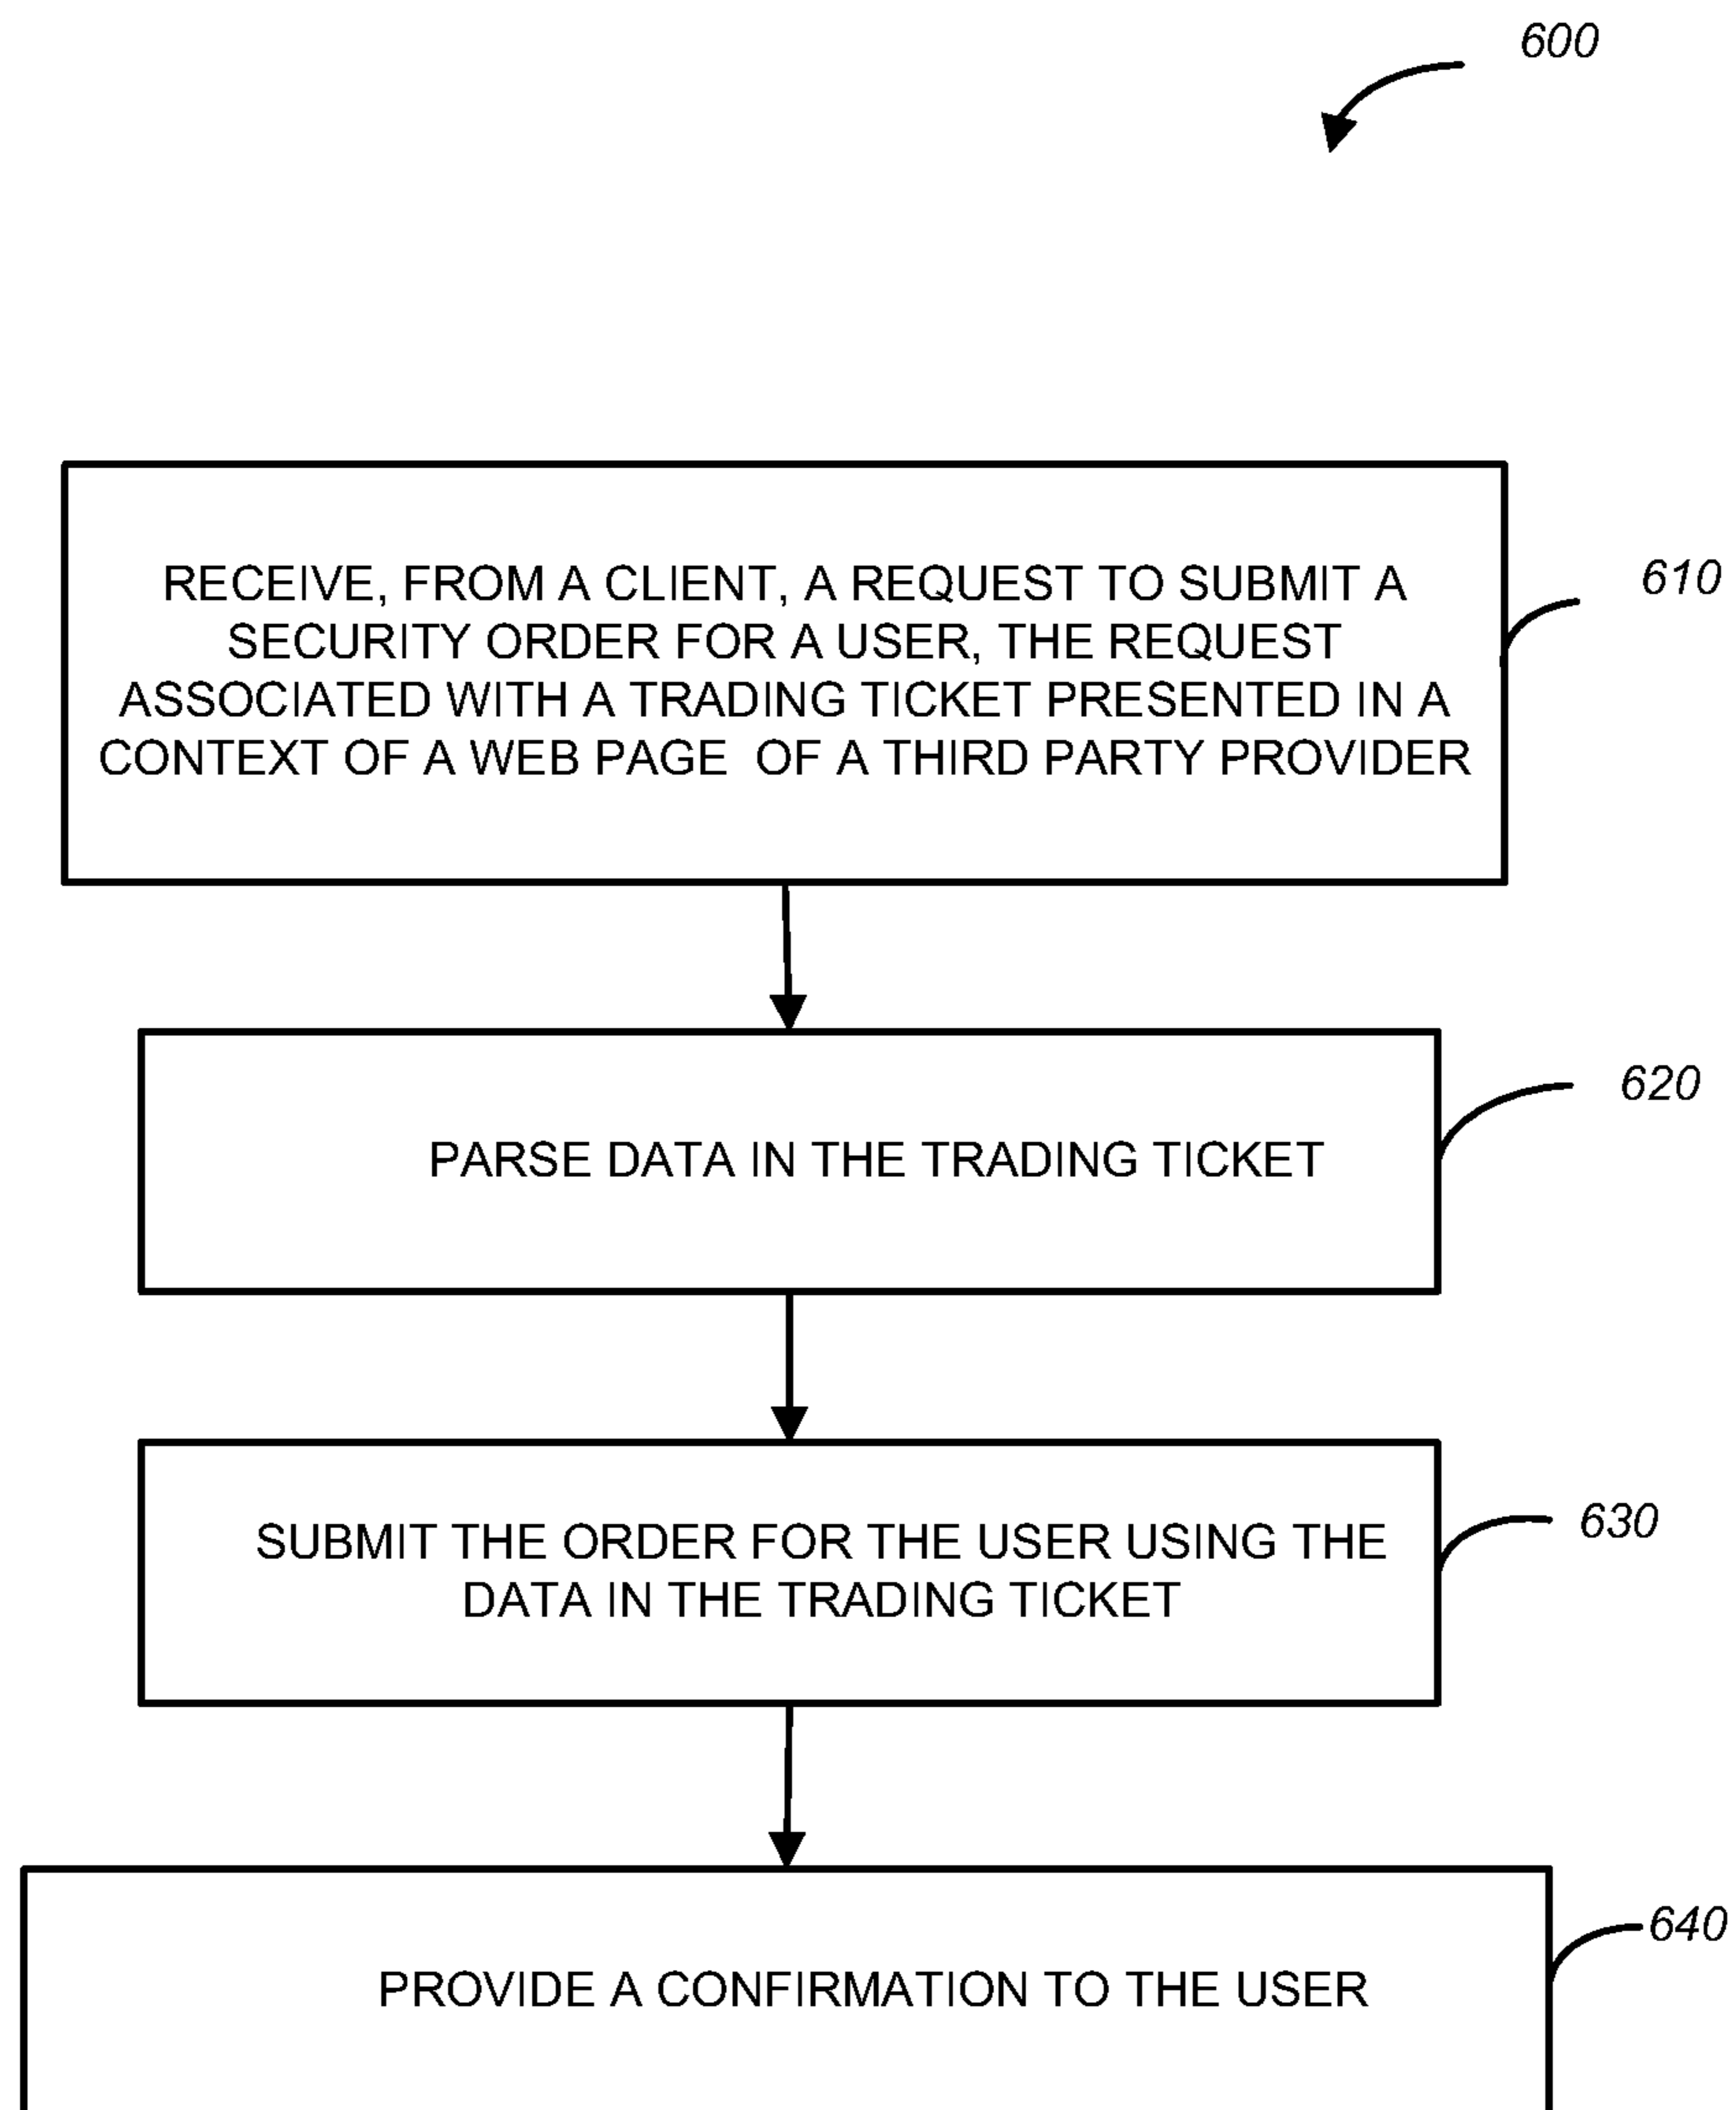 600
RECEIVE, FROM A CLIENT, A REQUEST TO SUBMIT A
SECURITY ORDER FOR A USER, THE REQUEST
ASSOCIATED WITH A TRADING TICKET PRESENTED IN A
CONTEXT OF A WEB PAGE OF A THIRD PARTY PROVIDER
610
PARSE DATA IN THE TRADING TICKET
620
SUBMIT THE ORDER FOR THE USER USING THE
DATA IN THE TRADING TICKET
630
PROVIDE A CONFIRMATION TO THE USER
640